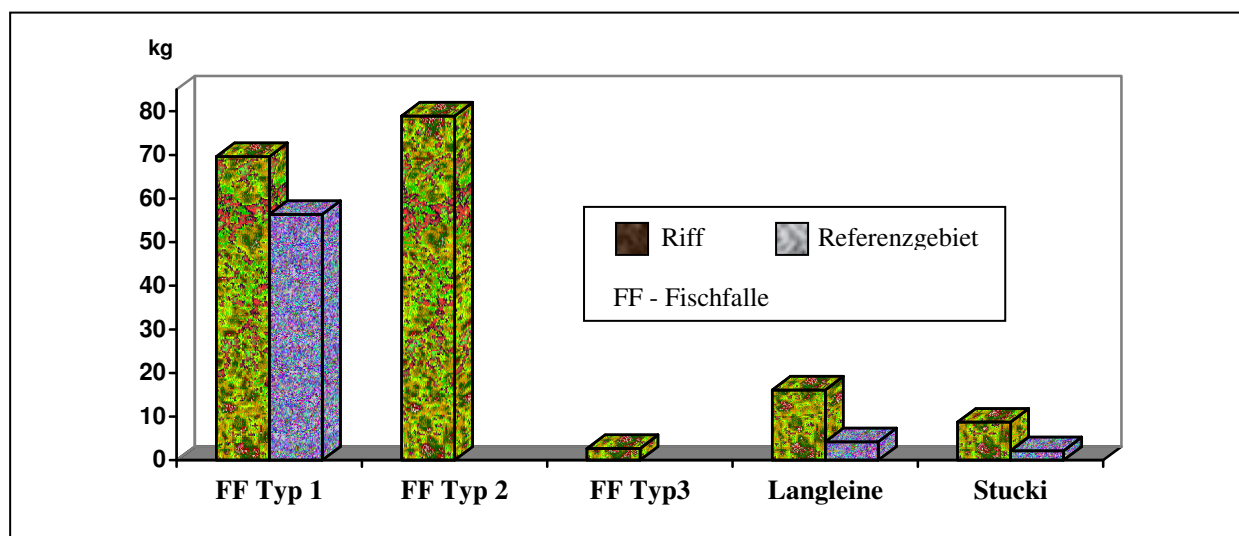 kg
80
70
60
50
40
30
20
10
0
Riff Referenzgebiet
FF - Fischfalle
FF Typ 1 FF Typ 2 FF Typ3 Langleine Stucki